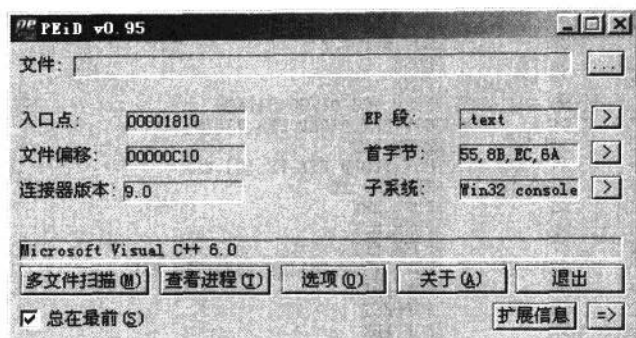 PEiD v0.95
文件: ...
入口点: 00001810 EP 段: .text >
文件偏移: 00000C10 首字节: 55,8B,EC,6A >
连接器版本: 9.0 子系统: Win32 console >
Microsoft Visual C++ 6.0
多文件扫描(M) 查看进程(T) 选项(O) 关于(A) 退出
总在最前(S) 扩展信息 =>